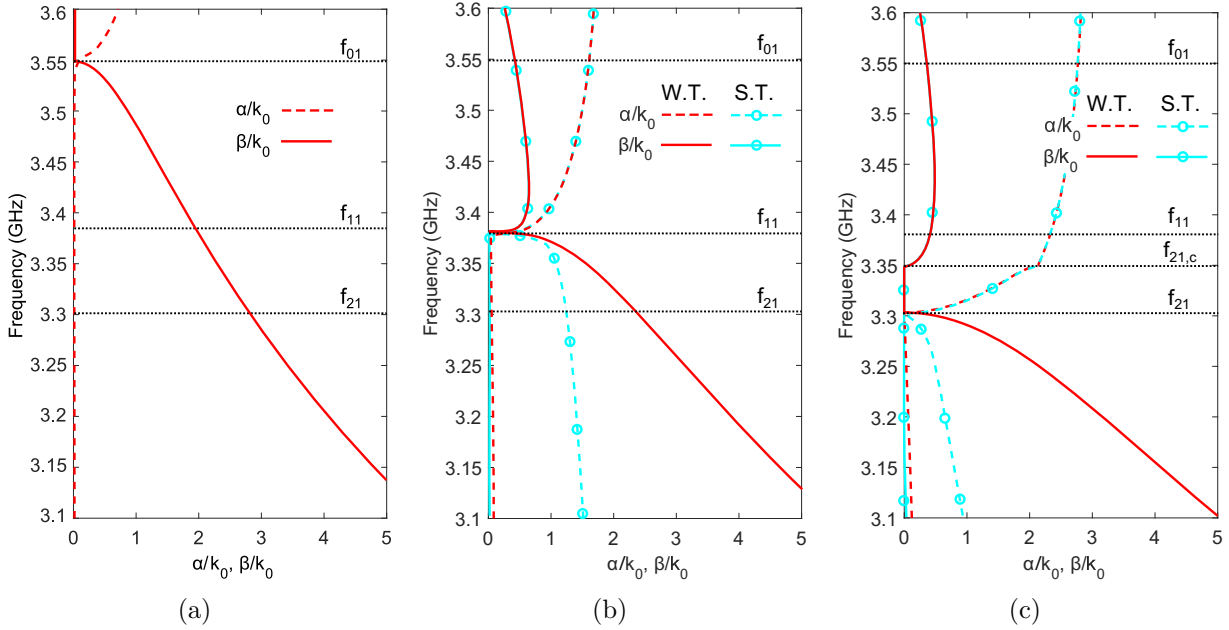 3.6
3.55
3.5
3.45
3.4
3.35
3.3
3.25
3.2
3.15
3.1
Frequency (GHz)
f01
α/k0
β/k0
f11
f21
0 1 2 3 4 5
α/k0, β/k0
(a)
3.6
3.55
3.5
3.45
3.4
3.35
3.3
3.25
3.2
3.15
3.1
Frequency (GHz)
f01
W.T. S.T.
α/k0
β/k0
f11
f21
0 1 2 3 4 5
α/k0, β/k0
(b)
3.6
3.55
3.5
3.45
3.4
3.35
3.3
3.25
3.2
3.15
3.1
Frequency (GHz)
f01
W.T. S.T.
α/k0
β/k0
f11
f21,c
f21
0 1 2 3 4 5
α/k0, β/k0
(c)